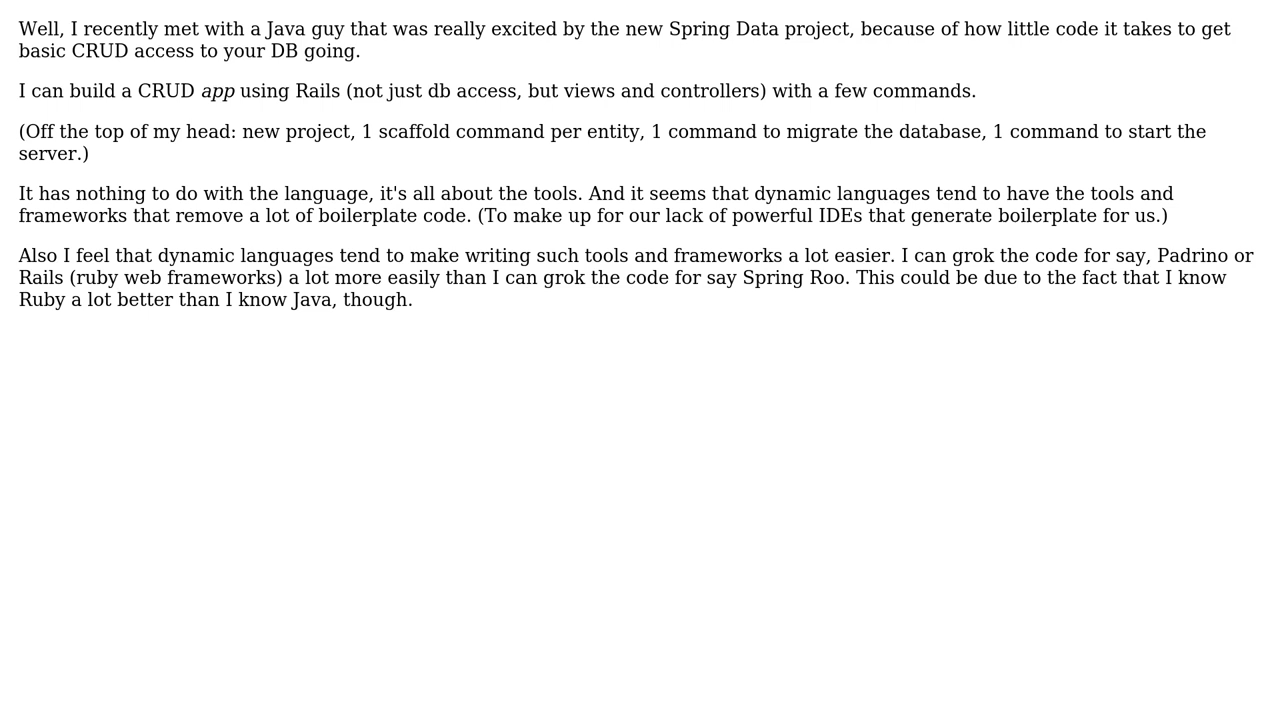 Well, I recently met with a Java guy that was really excited by the new Spring Data project, because of how little code it takes to get
basic CRUD access to your DB going.
I can build a CRUD app using Rails (not just db access, but views and controllers) with a few commands.
(Off the top of my head: new project, 1 scaffold command per entity, 1 command to migrate the database, 1 command to start the
server.)
It has nothing to do with the language, it's all about the tools. And it seems that dynamic languages tend to have the tools and
frameworks that remove a lot of boilerplate code. (To make up for our lack of powerful IDEs that generate boilerplate for us.)
Also I feel that dynamic languages tend to make writing such tools and frameworks a lot easier. I can grok the code for say, Padrino or
Rails (ruby web frameworks) a lot more easily than I can grok the code for say Spring Roo. This could be due to the fact that I know
Ruby a lot better than I know Java, though.